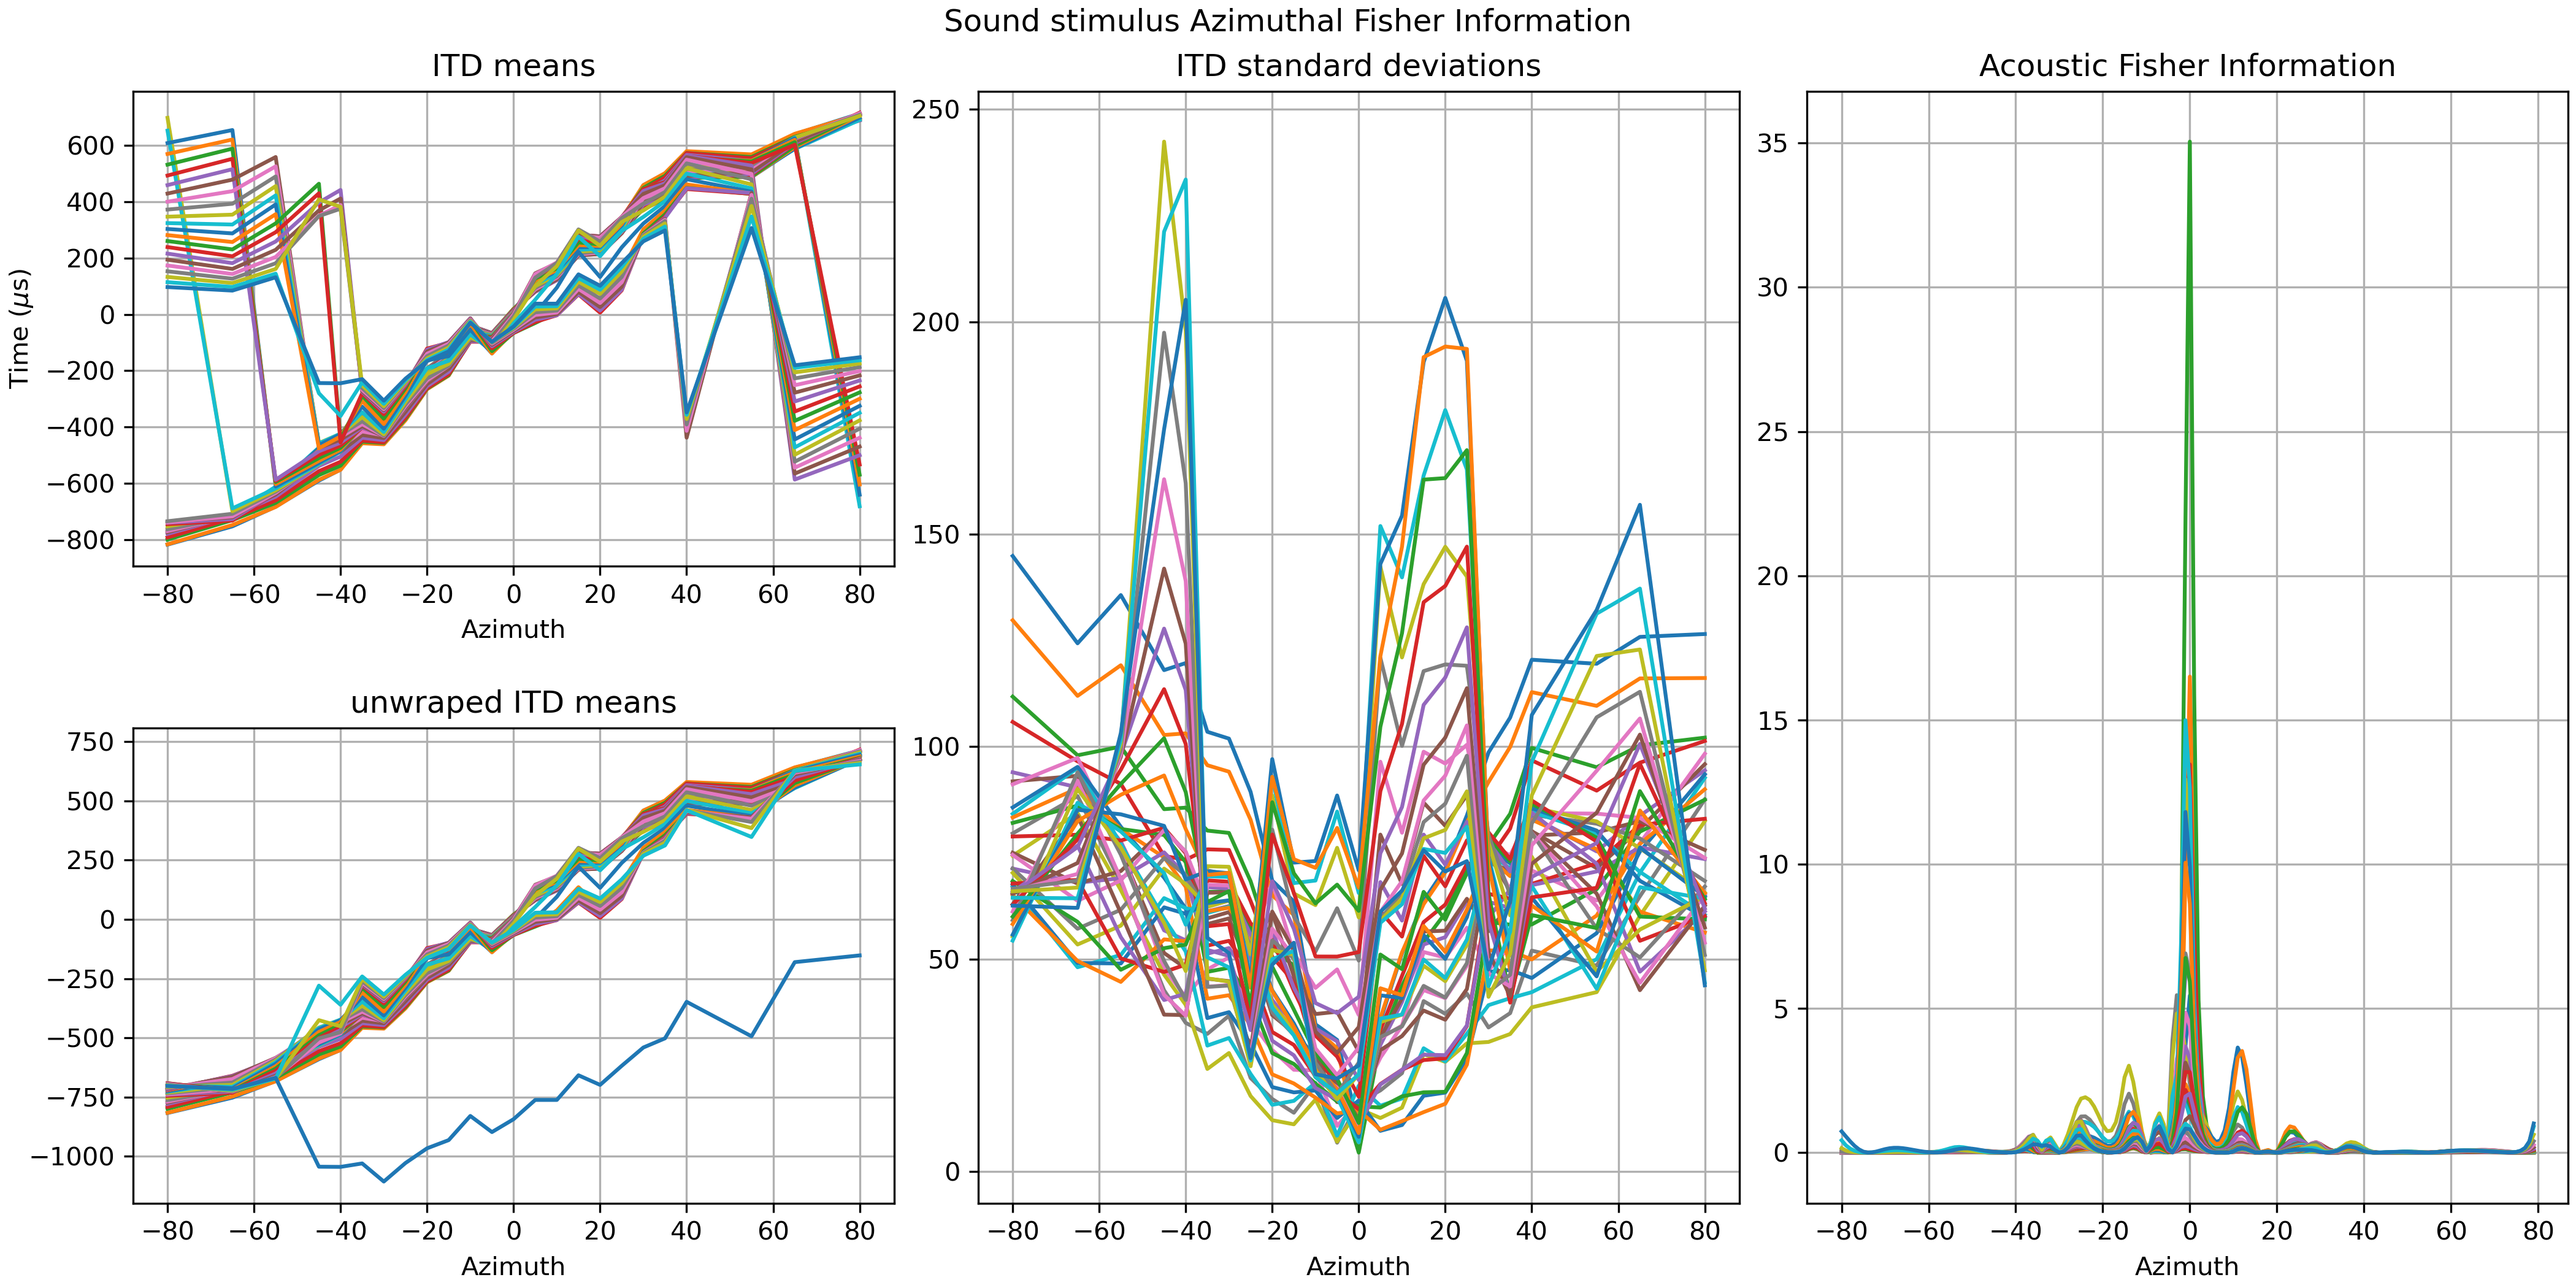 Sound stimulus Azimuthal Fisher Information
ITD means
Time (μs)
600
400
200
0
−200
−400
−600
−800
−80 −60 −40 −20 0 20 40 60 80
Azimuth
unwraped ITD means
750
500
250
0
−250
−500
−750
−1000
−80 −60 −40 −20 0 20 40 60 80
Azimuth
ITD standard deviations
250
200
150
100
50
0
−80 −60 −40 −20 0 20 40 60 80
Azimuth
Acoustic Fisher Information
35
30
25
20
15
10
5
0
−80 −60 −40 −20 0 20 40 60 80
Azimuth